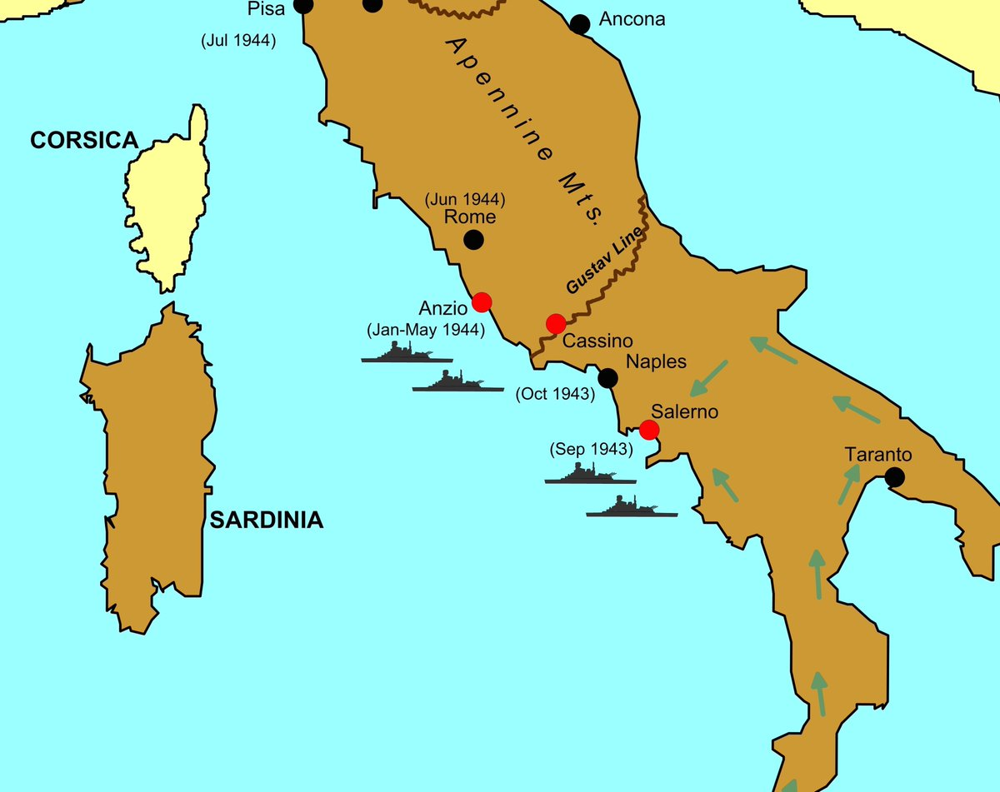 Pisa
Ancona
(Jul 1944)
Apennine Mts.
CORSICA
(Jun 1944)
Rome
Gustav Line
Anzio
(Jan-May 1944)
Cassino
Naples
(Oct 1943)
Salerno
(Sep 1943)
Taranto
SARDINIA